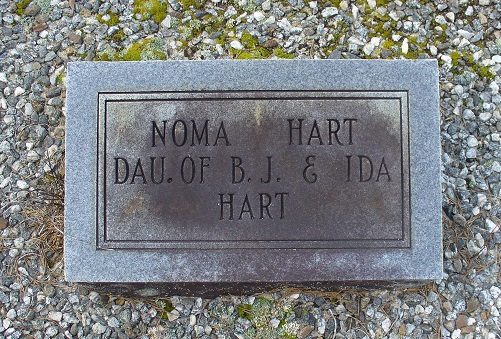 NOMA HART
DAU. OF B. J. & IDA
HART